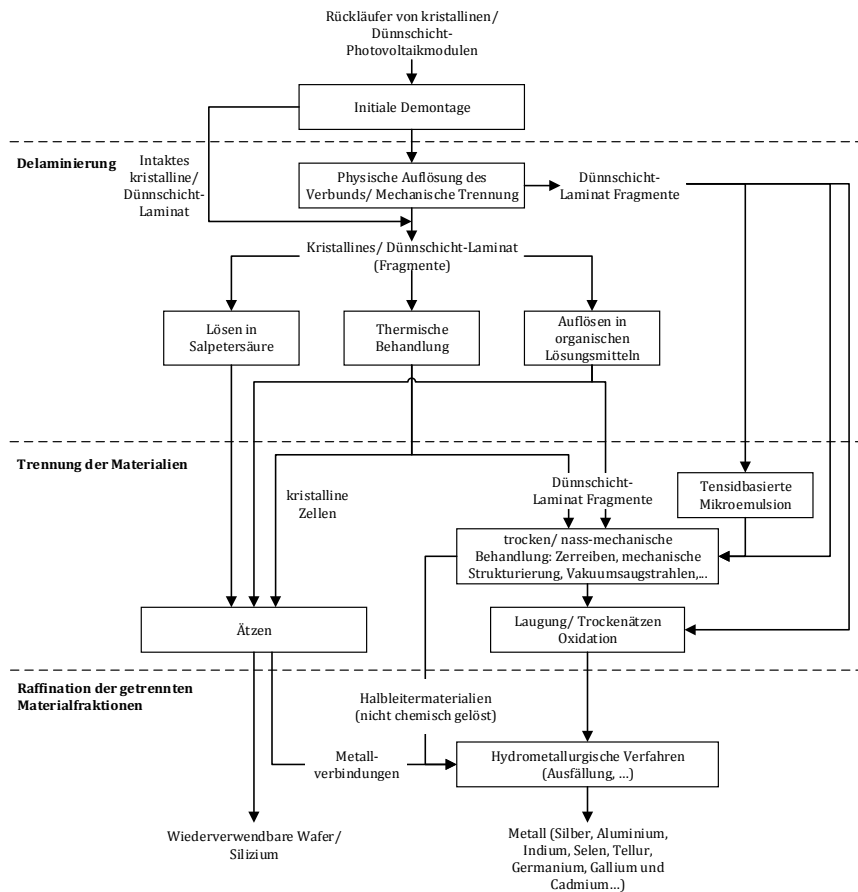 Rückläufer von kristallinen/
Dünnschicht-
Photovoltaikmodulen
Initiale Demontage
Delaminierung
Intaktes
kristalline/
Dünnschicht-
Laminat
Physische Auflösung des
Verbunds/ Mechanische Trennung
Dünnschicht-
Laminat Fragmente
Kristallines/ Dünnschicht-Laminat
(Fragmente)
Lösen in
Salpetersäure
Thermische
Behandlung
Auflösen in
organischen
Lösungsmitteln
Trennung der Materialien
kristalline
Zellen
Dünnschicht-
Laminat Fragmente
Tensidbasierte
Mikroemulsion
trocken/ nass-mechanische
Behandlung: Zerreiben, mechanische
Strukturierung, Vakuumsaugstrahlen,...
Ätzen
Laugung/ Trockenätzen
Oxidation
Raffination der getrennten
Materialfraktionen
Halbleitermaterialien
(nicht chemisch gelöst)
Metall-
verbindungen
Hydrometallurgische Verfahren
(Ausfällung, …)
Wiederverwendbare Wafer/
Silizium
Metall (Silber, Aluminium,
Indium, Selen, Tellur,
Germanium, Gallium und
Cadmium…)